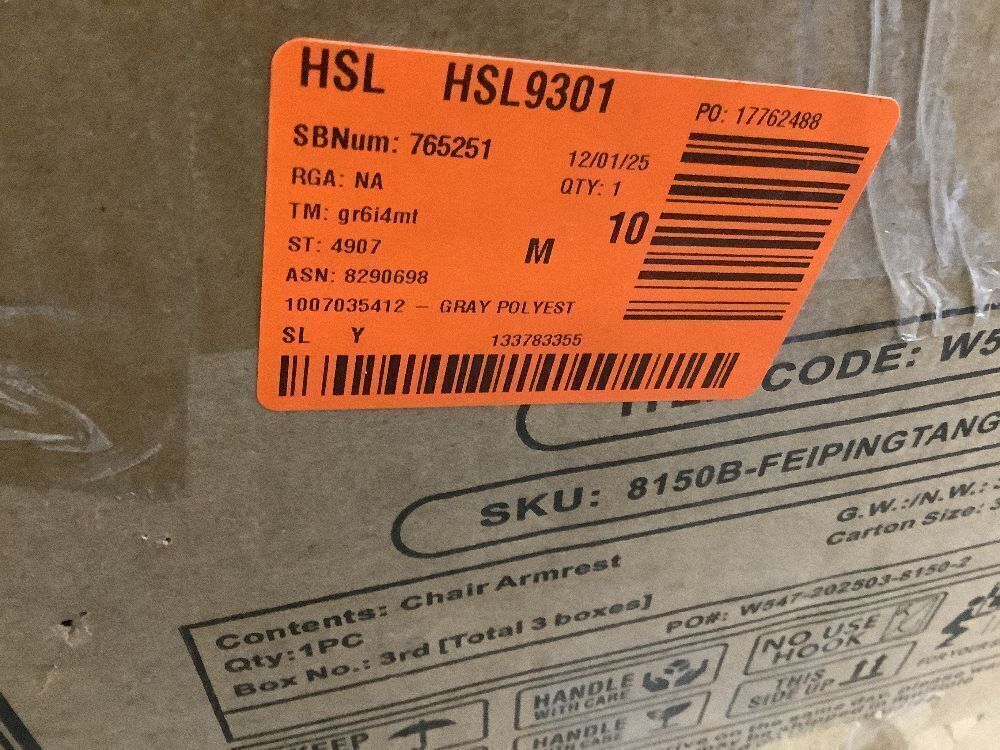 HSL HSL9301
PO: 17762488
SBNum: 765251
12/01/25
RGA: NA
QTY: 1
TM: gr6i4mt
ST: 4907
M
10
ASN: 8290698
1007035412 – GRAY POLYEST
SL Y
133783355
CODE: W5
SKU: 8150B-FEIPINGTANG
G.W.:/N.W.:
Carton Size:
Contents: Chair Armrest
Qty:1PC
Box No.: 3rd [Total 3 boxes]
PO#: W547-202503-8150-2
NO USE
HOOK
HANDLE
WITH CARE
THIS
SIDE UP
KEEP
HANDLE